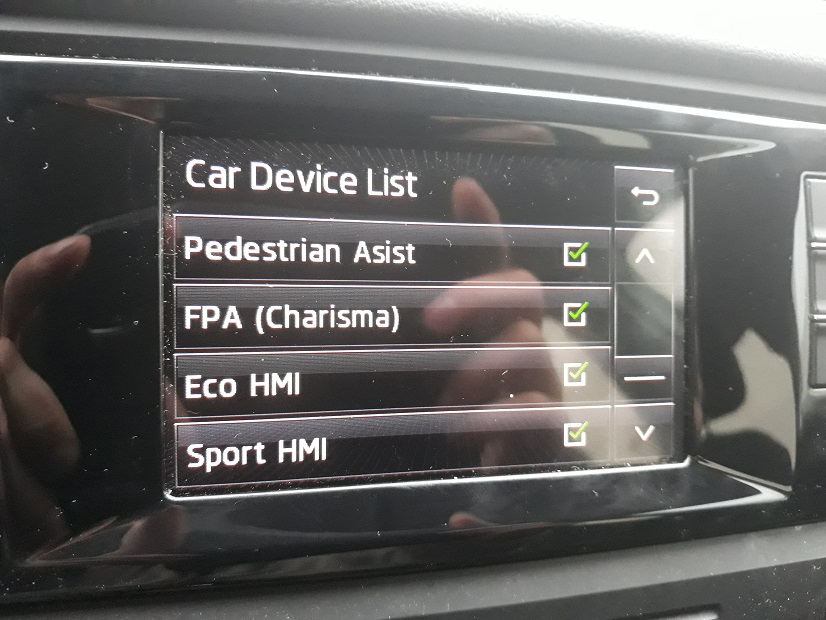 Car Device List
Pedestrian Asist
FPA (Charisma)
Eco HMI
Sport HMI